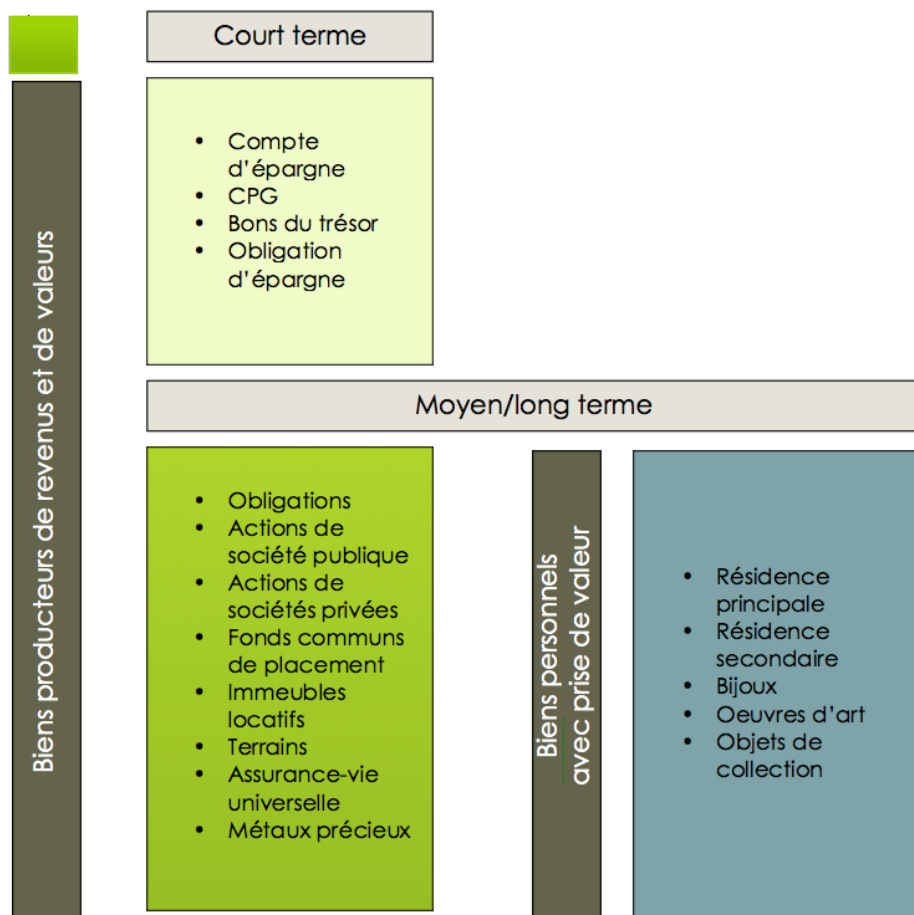 Court terme
Biens producteurs de revenus et de valeurs
• Compte
d'épargne
• CPG
• Bons du trésor
• Obligation
d'épargne
Moyen/long terme
• Obligations
• Actions de
société publique
• Actions de
sociétés privées
• Fonds communs
de placement
• Immeubles
locatifs
• Terrains
• Assurance-vie
universelle
• Métaux précieux
Biens personnels
avec prise de valeur
• Résidence
principale
• Résidence
secondaire
• Bijoux
• Oeuvres d'art
• Objets de
collection